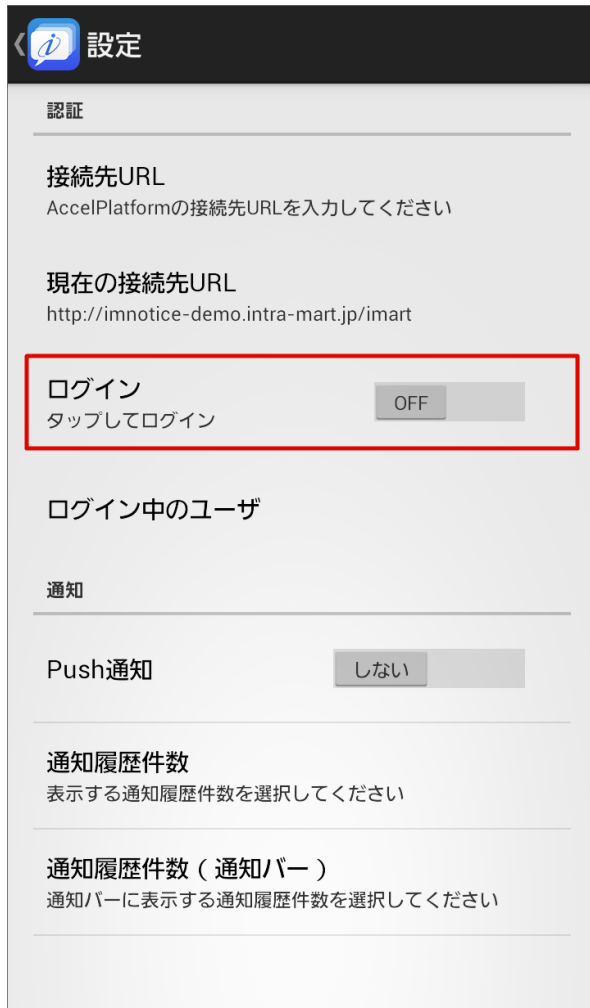 設定
認証
接続先URL
AccelPlatformの接続先URLを入力してください
現在の接続先URL
http://imnotice-demo.intra-mart.jp/imart
ログイン
OFF
タップしてログイン
ログイン中のユーザ
通知
Push通知
しない
通知履歴件数
表示する通知履歴件数を選択してください
通知履歴件数（通知バー）
通知バーに表示する通知履歴件数を選択してください